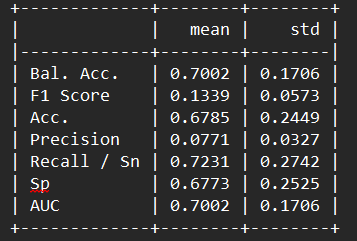 +-------------+--------+--------+
|             |   mean |    std |
|-------------+--------+--------|
| Bal. Acc.   | 0.7002 | 0.1706 |
| F1 Score    | 0.1339 | 0.0573 |
| Acc.        | 0.6785 | 0.2449 |
| Precision   | 0.0771 | 0.0327 |
| Recall / Sn | 0.7231 | 0.2742 |
| Sp          | 0.6773 | 0.2525 |
| AUC         | 0.7002 | 0.1706 |
+-------------+--------+--------+